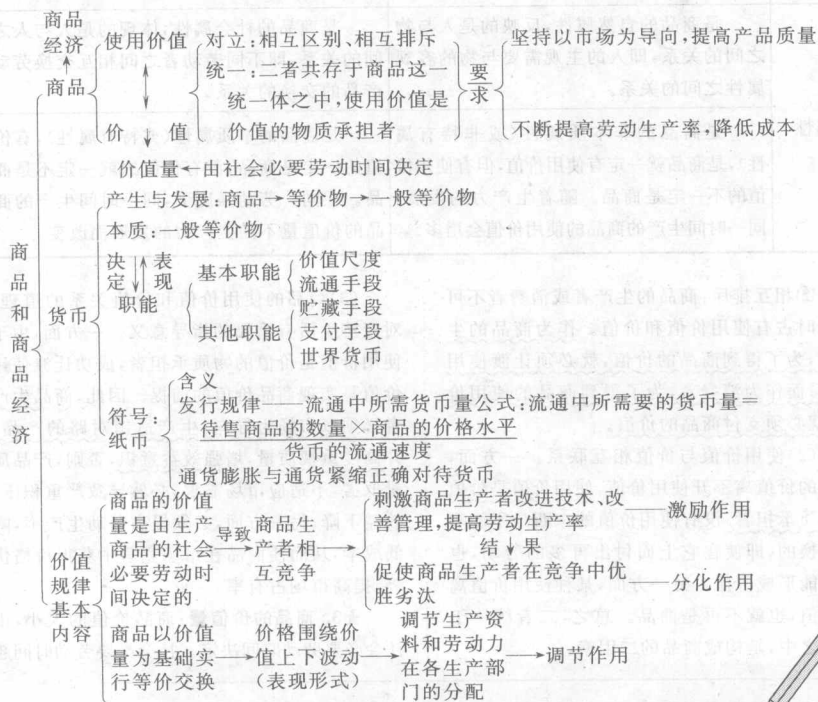 商品
经济
商品
使用价值
对立:相互区别、相互排斥
统一:二者共存于商品这一
统一体之中,使用价值是
价值的物质承担者
价 值
要求
坚持以市场为导向,提高产品质量
不断提高劳动生产率,降低成本
价值量→由社会必要劳动时间决定
商品和商品经济
货币
产生与发展:商品→等价物→一般等价物
本质:一般等价物
决定 表现
职能
基本职能
价值尺度
流通手段
其他职能
贮藏手段
支付手段
世界货币
符号:
纸币
含义
发行规律——流通中所需货币量公式:流通中所需要的货币量=
待售商品的数量×商品的价格水平
货币的流通速度
通货膨胀与通货紧缩正确对待货币
价值
规律
基本
内容
商品的价值
量是由生产
商品的社会
必要劳动时
间决定的
导致
商品生
产者相
互竞争
刺激商品生产者改进技术、改
善管理,提高劳动生产率
激励作用
结↓果
促使商品生产者在竞争中优
胜劣汰
分化作用
商品以价值
量为基础实
行等价交换
价格围绕价
值上下波动
(表现形式)
调节生产资
料和劳动力
在各生产部
门的分配
调节作用